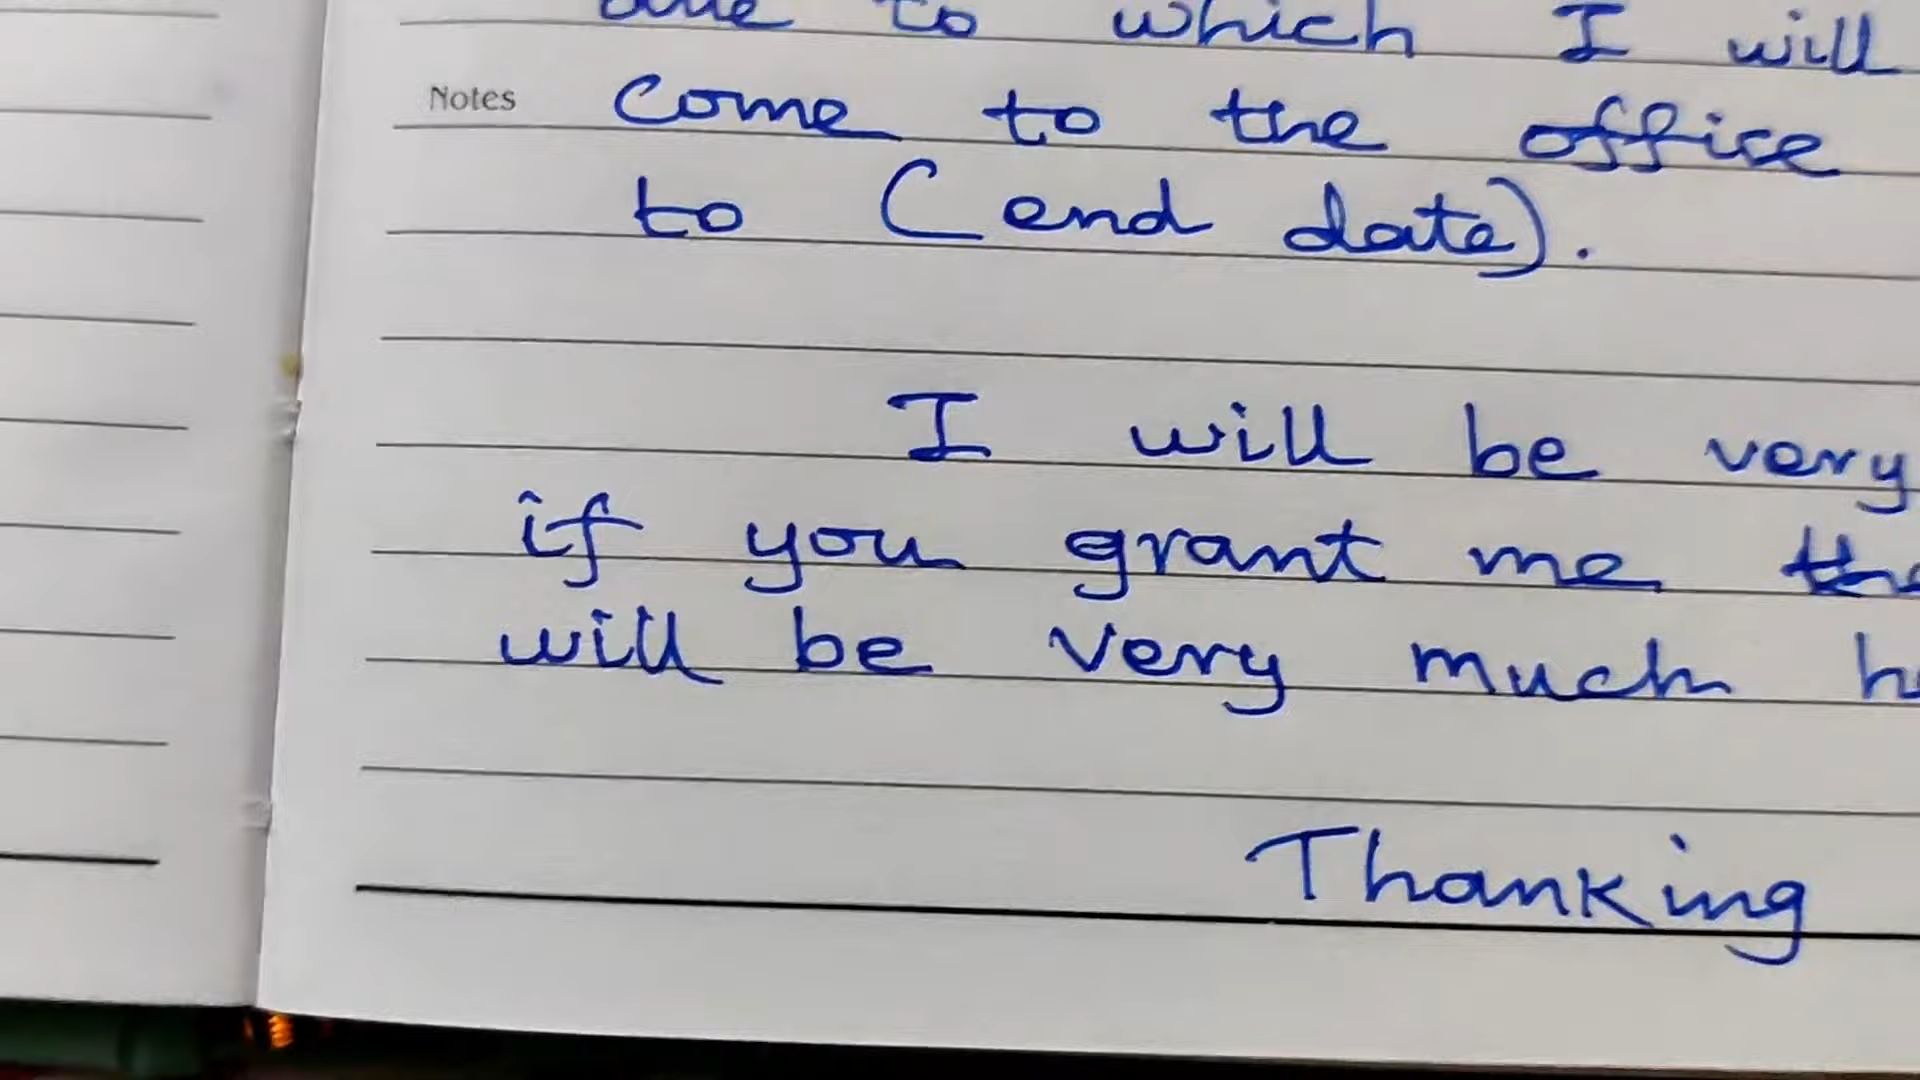 due to which I will
Notes come to the office
to (end date).
I will be very
if you grant me
will be very much
Thanking